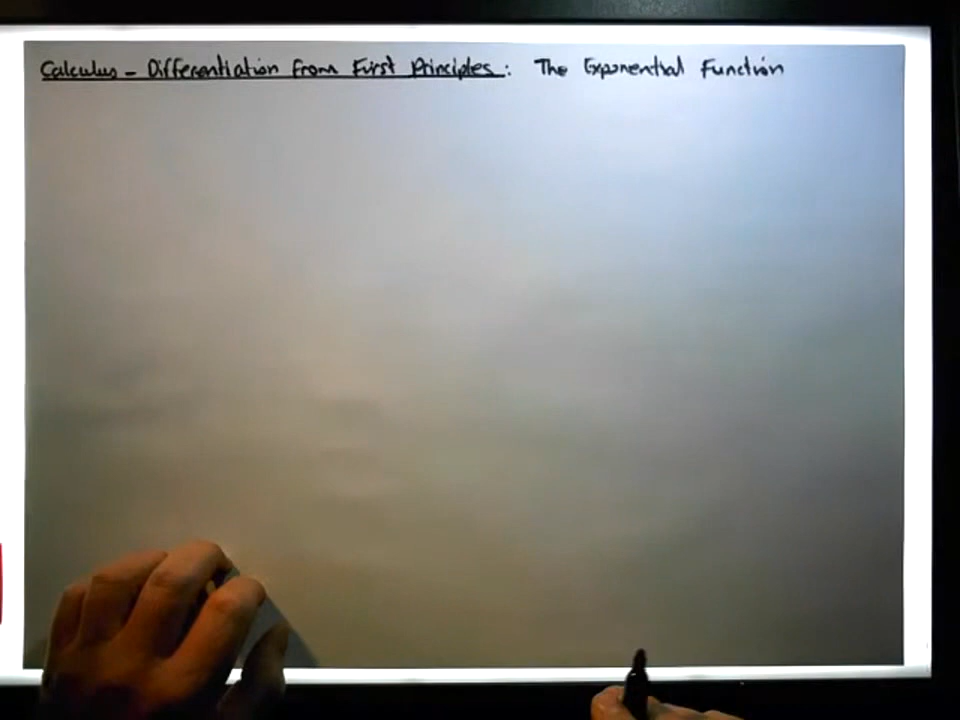 Calculus - Differentiation from First Principles: The Exponential Function